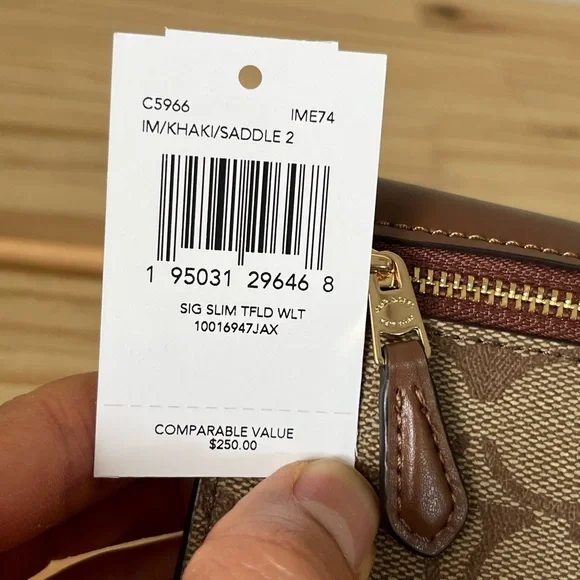 C5966 IME74
IM/KHAKI/SADDLE 2
1 95031 29646 8
SIG SLIM TFLD WLT
10016947JAX
COMPARABLE VALUE
$250.00